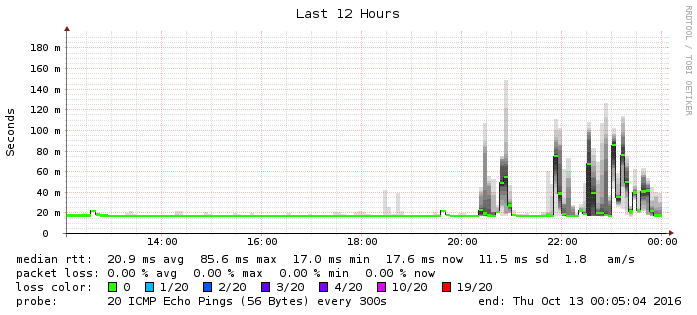 Last 12 Hours
RRDTOOL / TOBI OETIKER
Seconds
180 m
160 m
140 m
120 m
100 m
80 m
60 m
40 m
20 m
0
14:00 16:00 18:00 20:00 22:00 00:00
median rtt: 20.9 ms avg 85.6 ms max 17.0 ms min 17.6 ms now 11.5 ms sd 1.8 am/s
packet loss: 0.00 % avg 0.00 % max 0.00 % min 0.00 % now
loss color: 0 1/20 2/20 3/20 4/20 10/20 19/20
probe: 20 ICMP Echo Pings (56 Bytes) every 300s end: Thu Oct 13 00:05:04 2016